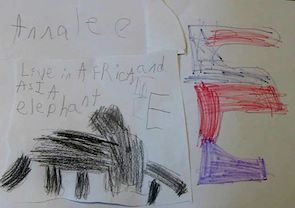 Annalee
Live in AFRICA, and
ASIA
elephant
E
E